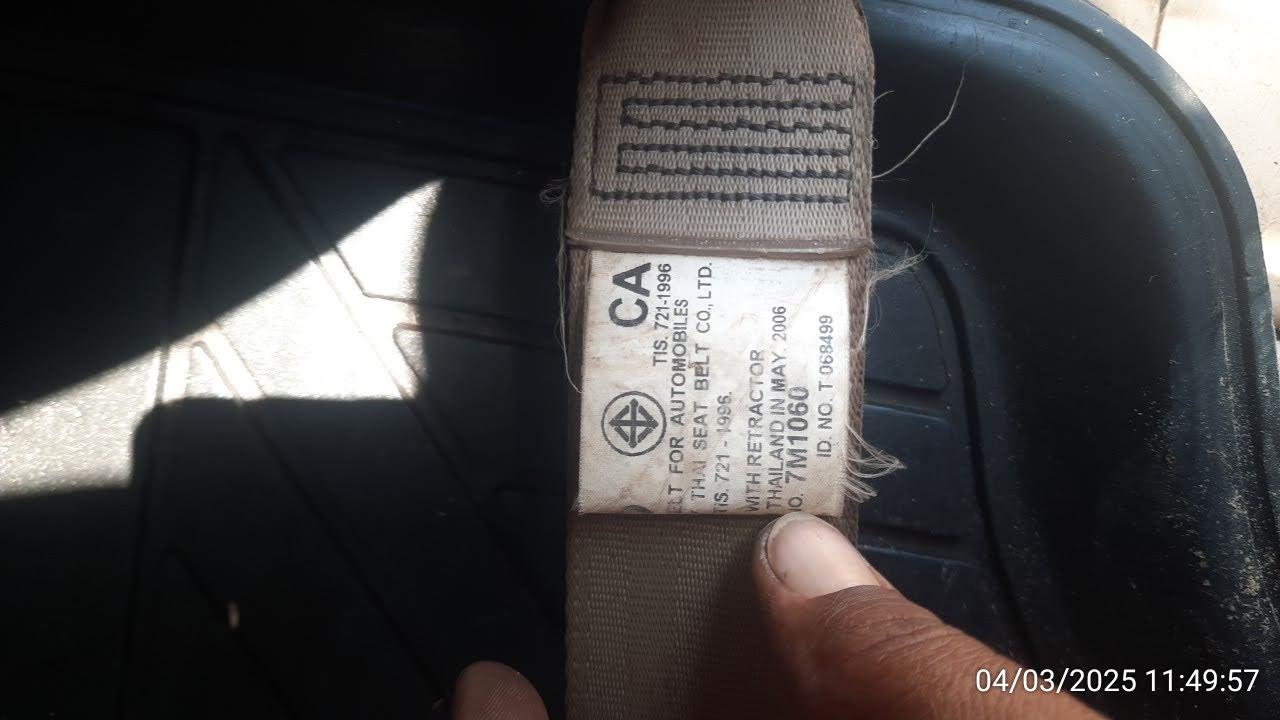 CA
TIS. 721-1996
ELT FOR AUTOMOBILES
THAI SEAT BELT CO., LTD.
TIS. 721 - 1996.
WITH RETRACTOR
THAILAND IN MAY. 2006
NO. 7M1060
ID. NO. T 068499
04/03/2025 11:49:57